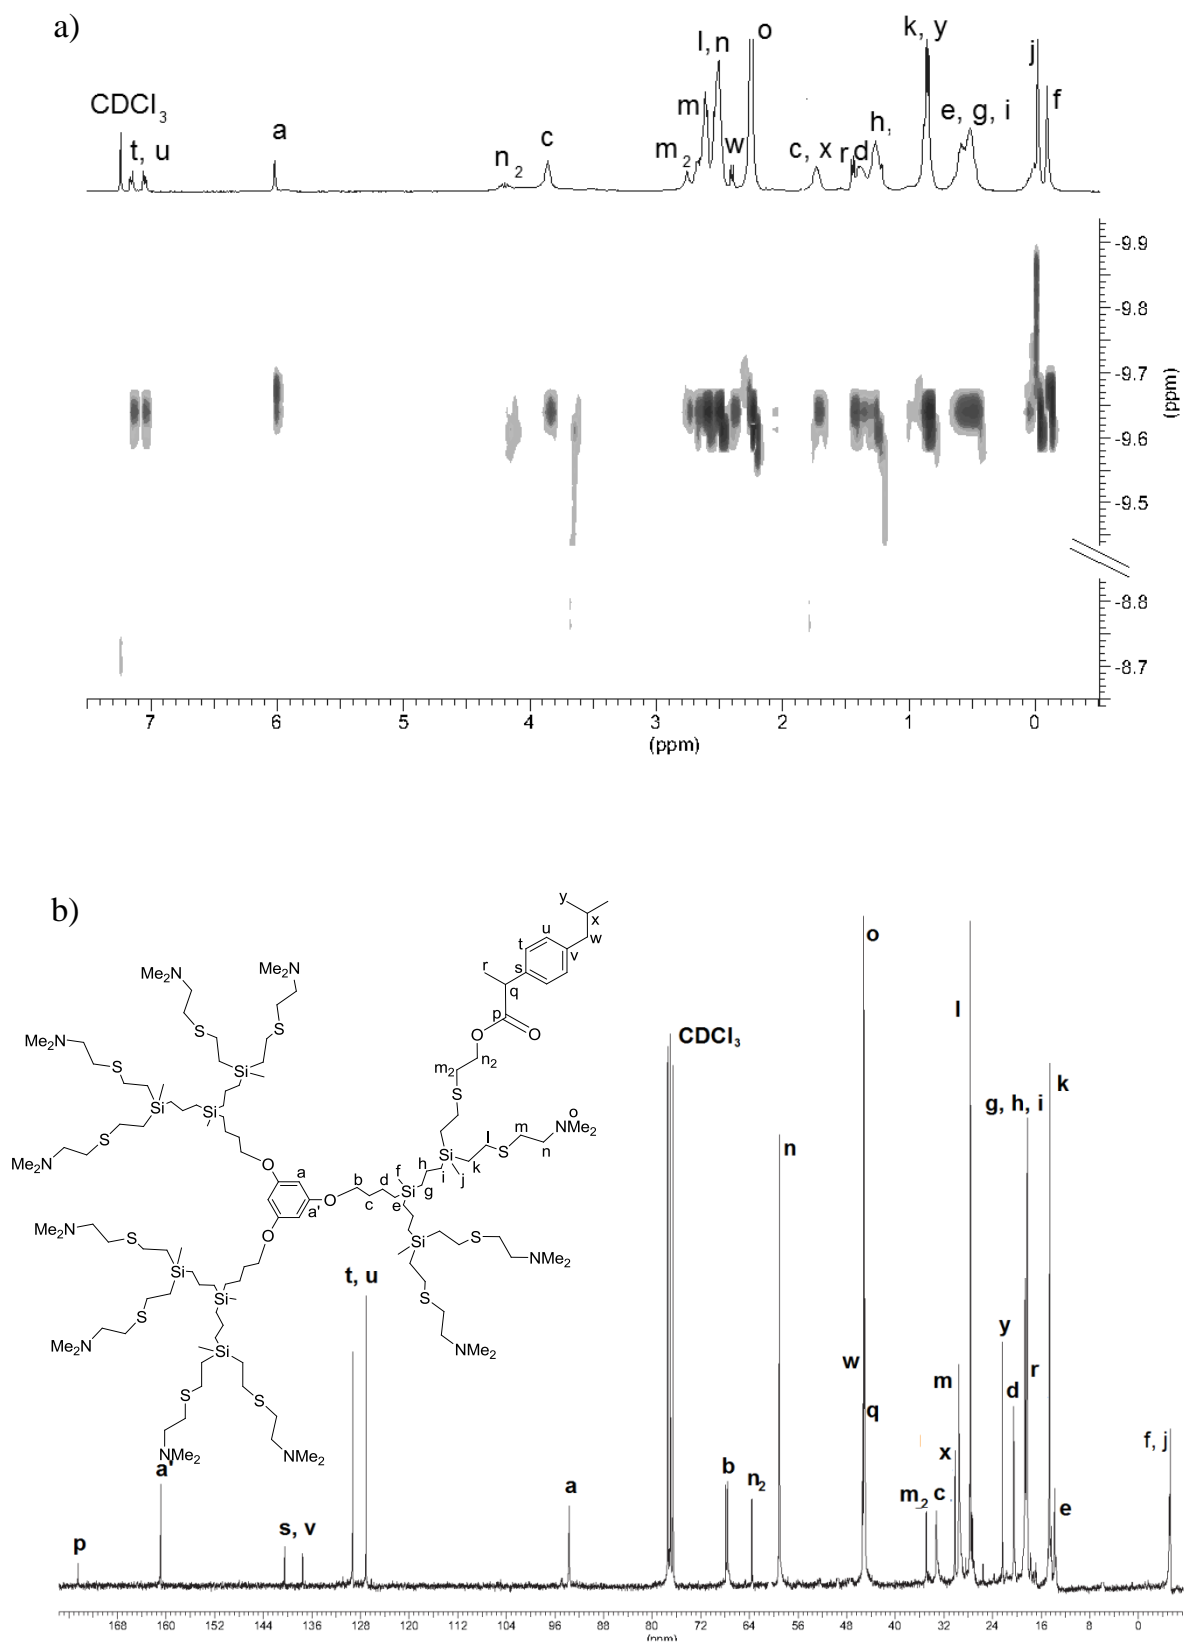 a)
l, n
o
k, y
j
CDCl3
m
e, g, i
f
t, u
a
n2
c
m2
w
c, x
r
d
h,
-9.9
-9.8
-9.7
-9.6
-9.5
-8.8
-8.7
(ppm)
7
6
5
4
3
2
1
0
(ppm)
b)
y
x
u
w
t
v
r
s
q
p
O
O
n2
m2
S
Me2N
NMe2
S
S
Si
Me2N
S
Si
Si
S
Me2N
O
a
a'
O
O
b
c
d
e
f
Si
g
h
Si
i
j
k
l
S
m
n
o
NMe2
Si
S
NMe2
S
NMe2
Me2N
S
Si
S
Me2N
Si
Si
S
S
NMe2
NMe2
o
l
CDCl3
k
g, h, i
n
t, u
y
w
m
r
d
q
f, j
a'
x
b
n2
a
m2
c
e
s, v
p
168
160
152
144
136
128
120
112
104
96
88
80
72
64
56
48
40
32
24
16
8
0
(ppm)